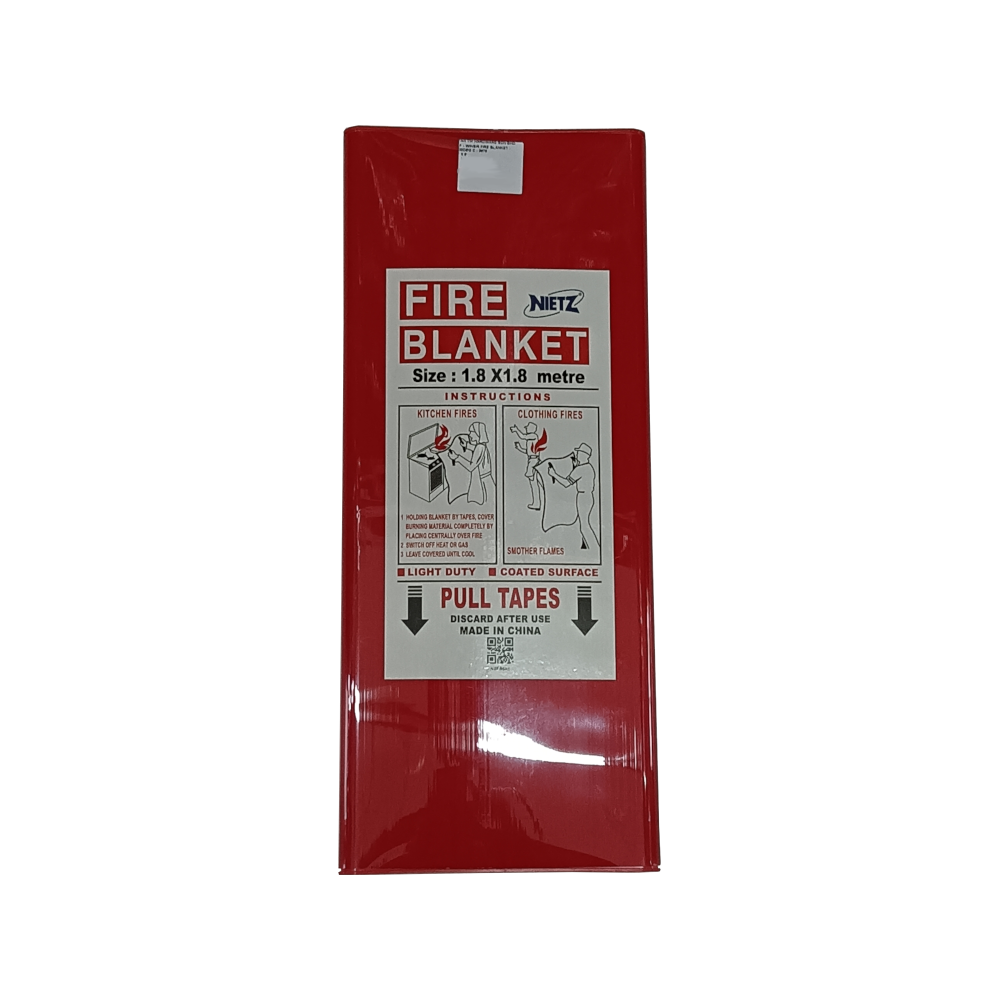 FIRE BLANKET
FIRE
NIETZ
BLANKET
Size : 1.8 X1.8 metre
INSTRUCTIONS
KITCHEN FIRES
1 HOLDING BLANKET BY TAPES, COVER
BURNING MATERIAL COMPLETELY BY
PLACING CENTRALLY OVER FIRE
2 SWITCH OFF HEAT OR GAS
3 LEAVE COVERED UNTIL COOL
CLOTHING FIRES
SMOTHER FLAMES
LIGHT DUTY COATED SURFACE
PULL TAPES
DISCARD AFTER USE
MADE IN CHINA